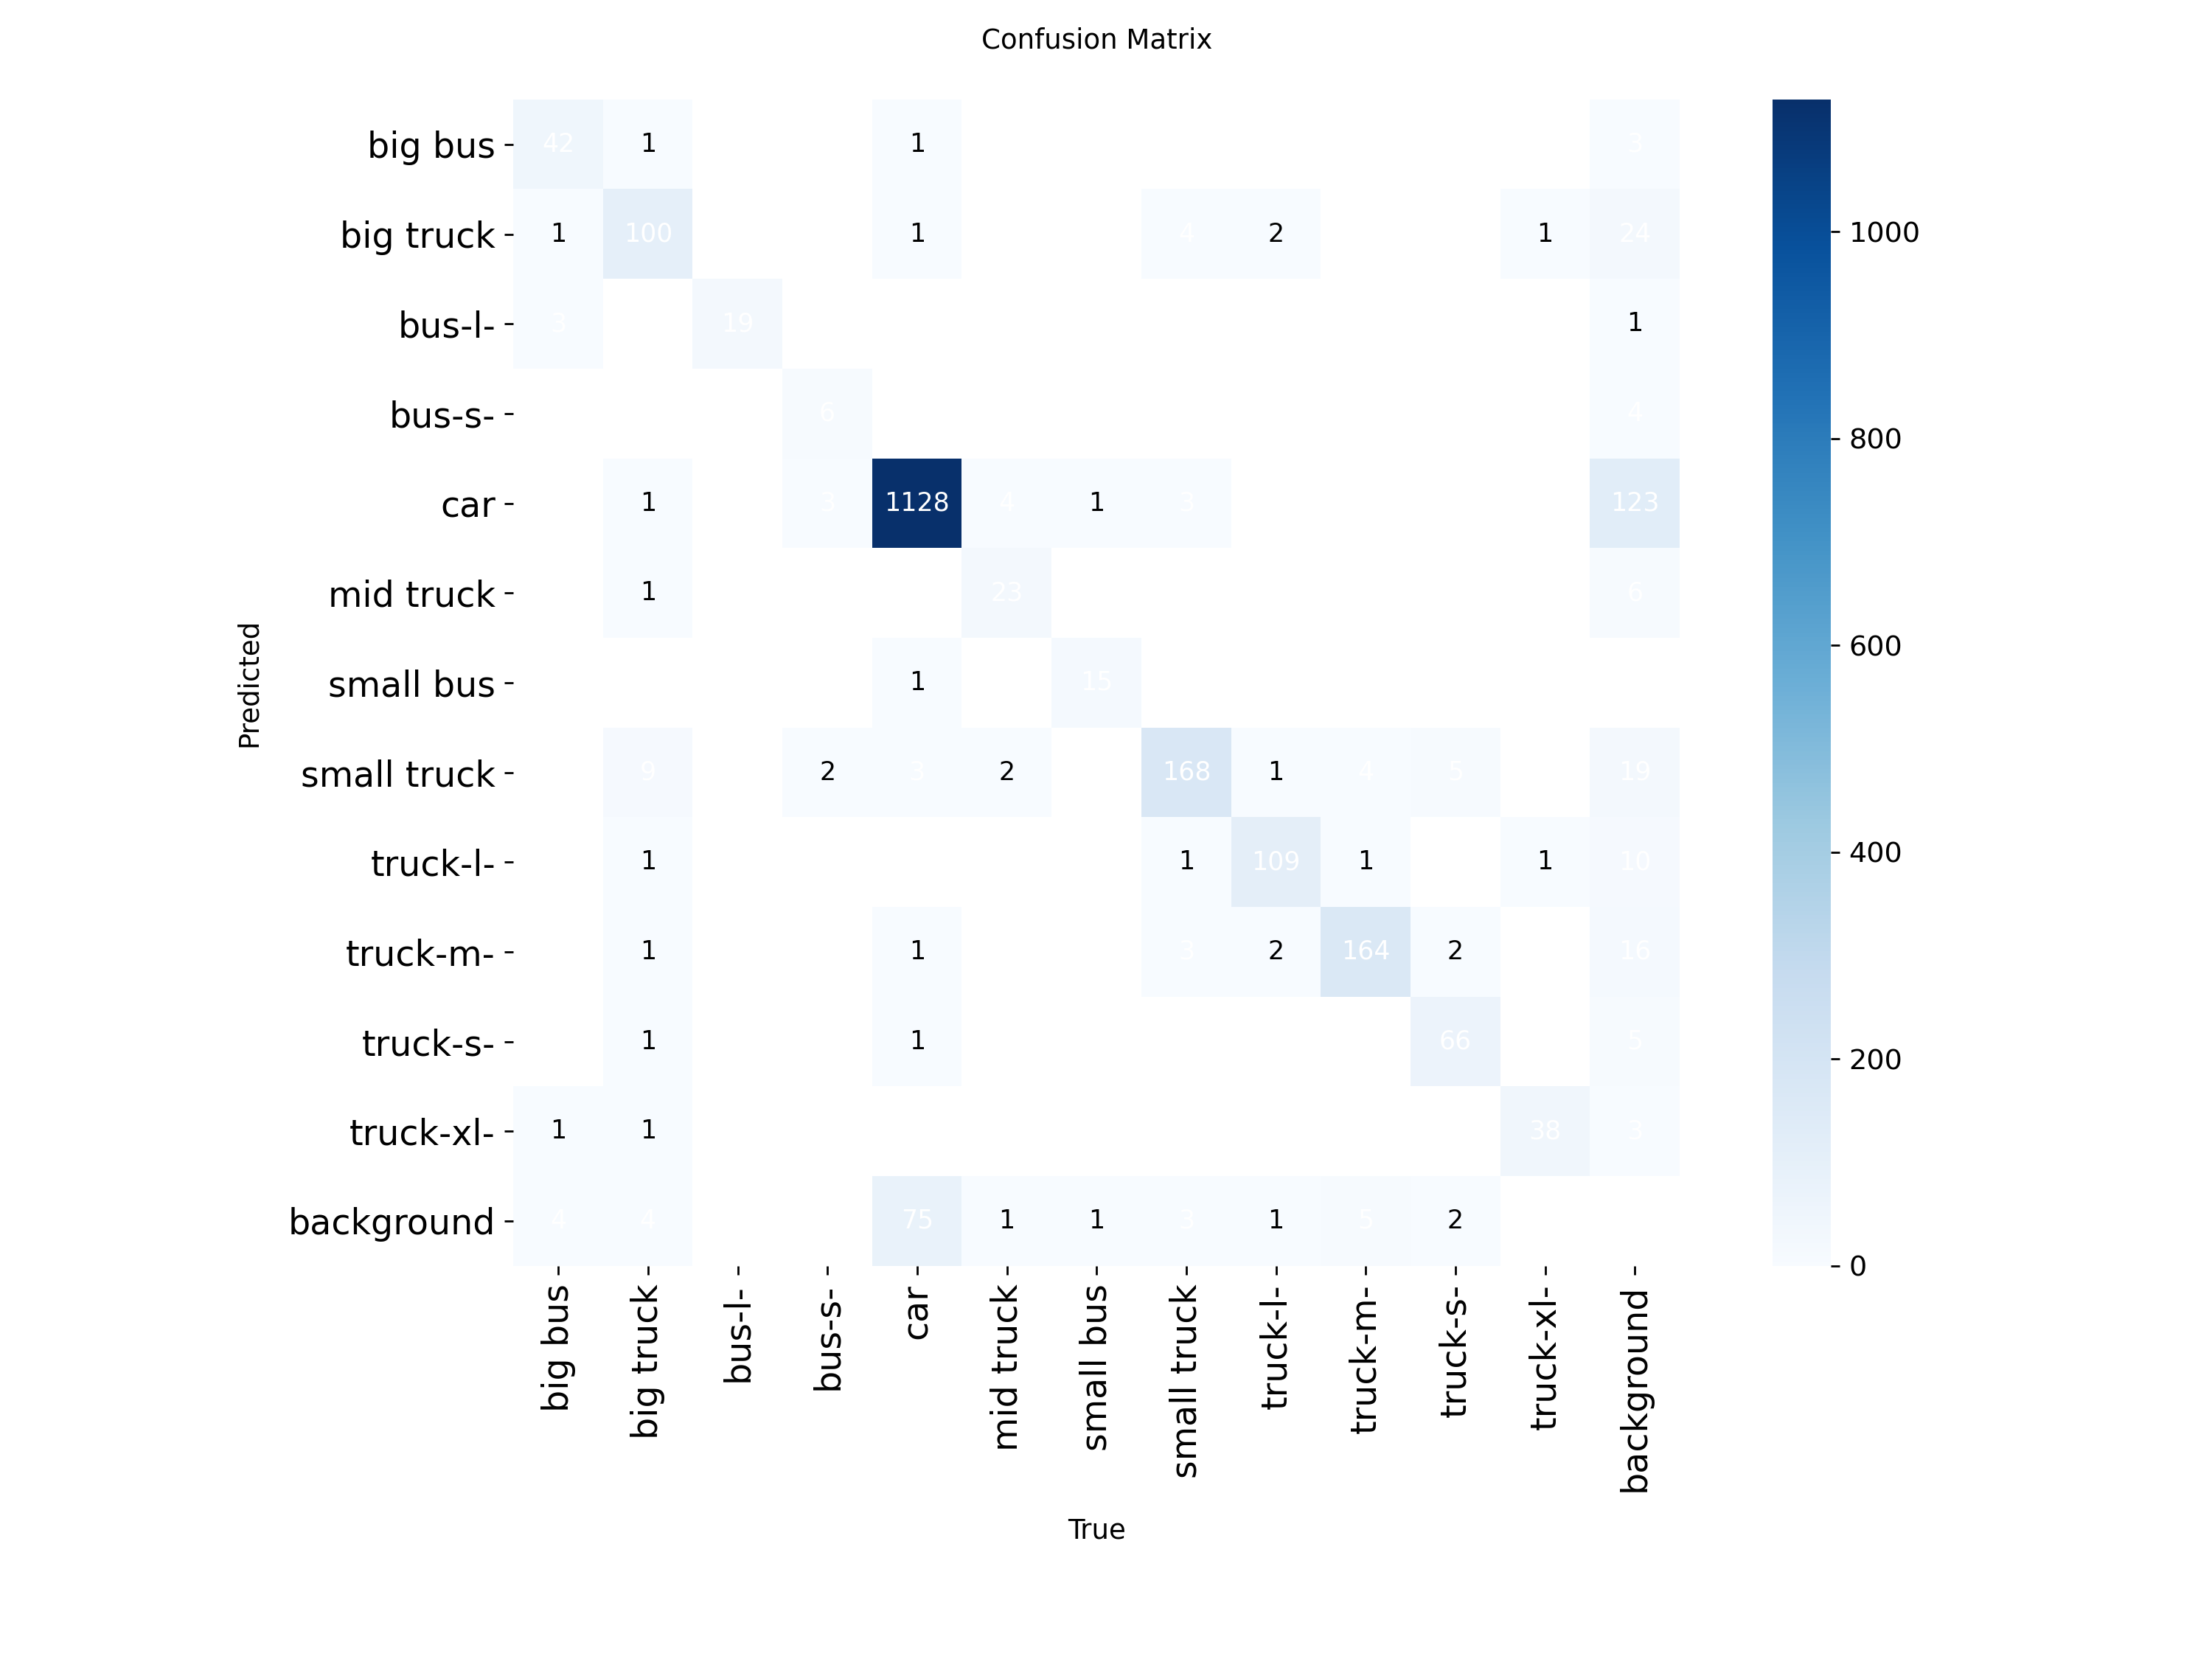 Confusion Matrix
big bus 42 1 1 3
big truck 1 100 1 4 2 1 24 1000
bus-l- 3 19 1
bus-s- 6 4 800
car 1 3 1128 4 1 3 123
mid truck 1 23 6
600
small bus 1 15
Predicted
small truck 9 2 3 2 168 1 4 5 19
truck-l- 1 1 109 1 1 10 400
truck-m- 1 1 3 2 164 2 16
truck-s- 1 1 66 5 200
truck-xl- 1 1 38 3
background 4 4 75 1 1 3 1 5 2
0
big bus big truck bus-l- bus-s- car mid truck small bus small truck truck-l- truck-m- truck-s- truck-xl- background
True